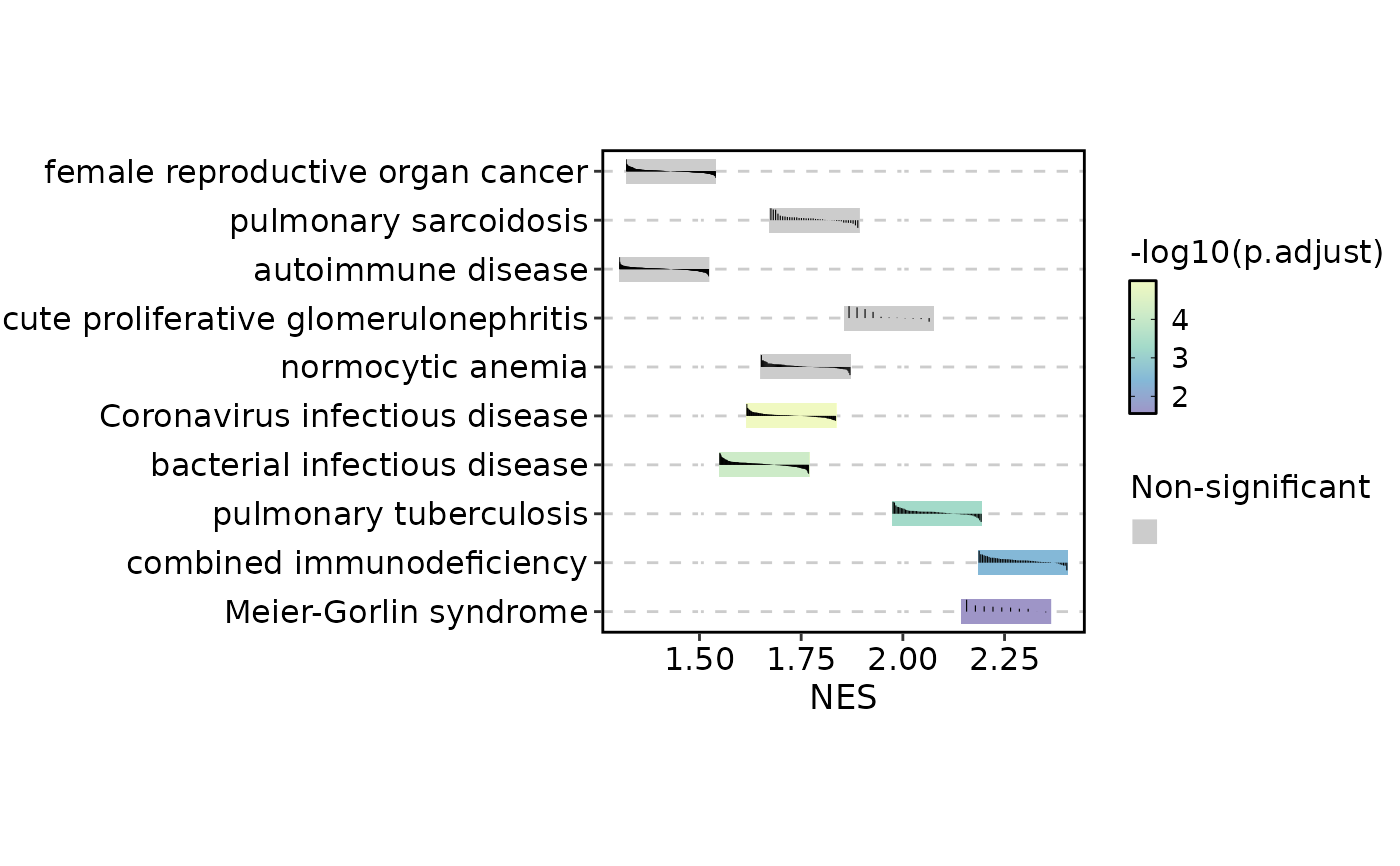 female reproductive organ cancer
pulmonary sarcoidosis
autoimmune disease
cute proliferative glomerulonephritis
normocytic anemia
Coronavirus infectious disease
bacterial infectious disease
pulmonary tuberculosis
combined immunodeficiency
Meier-Gorlin syndrome
1.50 1.75 2.00 2.25
NES
-log10(p.adjust)
4
3
2
Non-significant